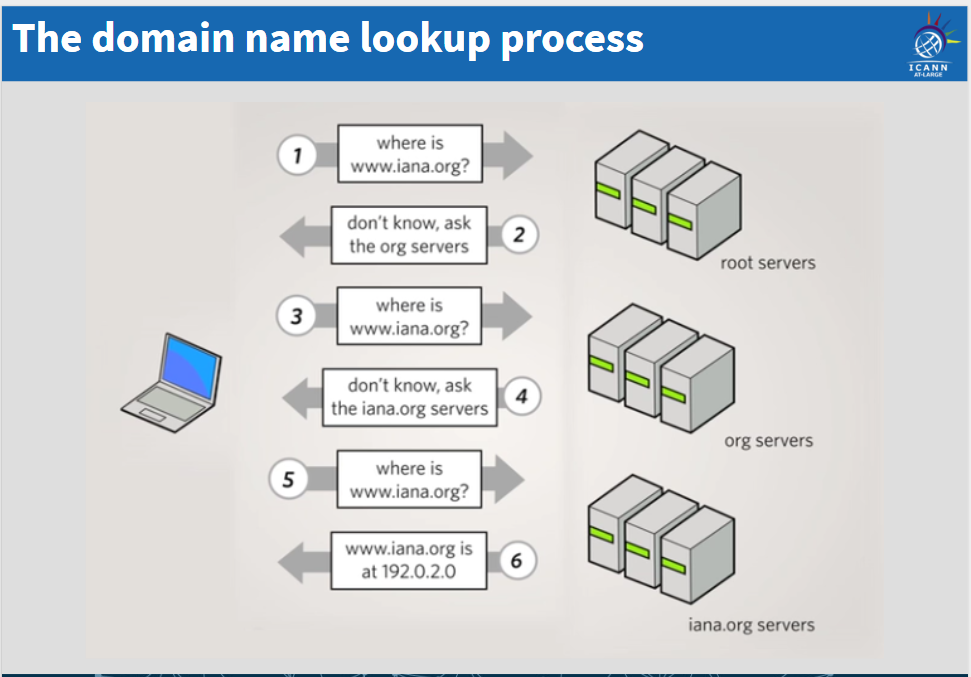 The domain name lookup process
ICANN
AT-LARGE
1
where is
www.iana.org?
don't know, ask
the org servers
2
root servers
3
where is
www.iana.org?
don't know, ask
the iana.org servers
4
org servers
5
where is
www.iana.org?
www.iana.org is
at 192.0.2.0
6
iana.org servers